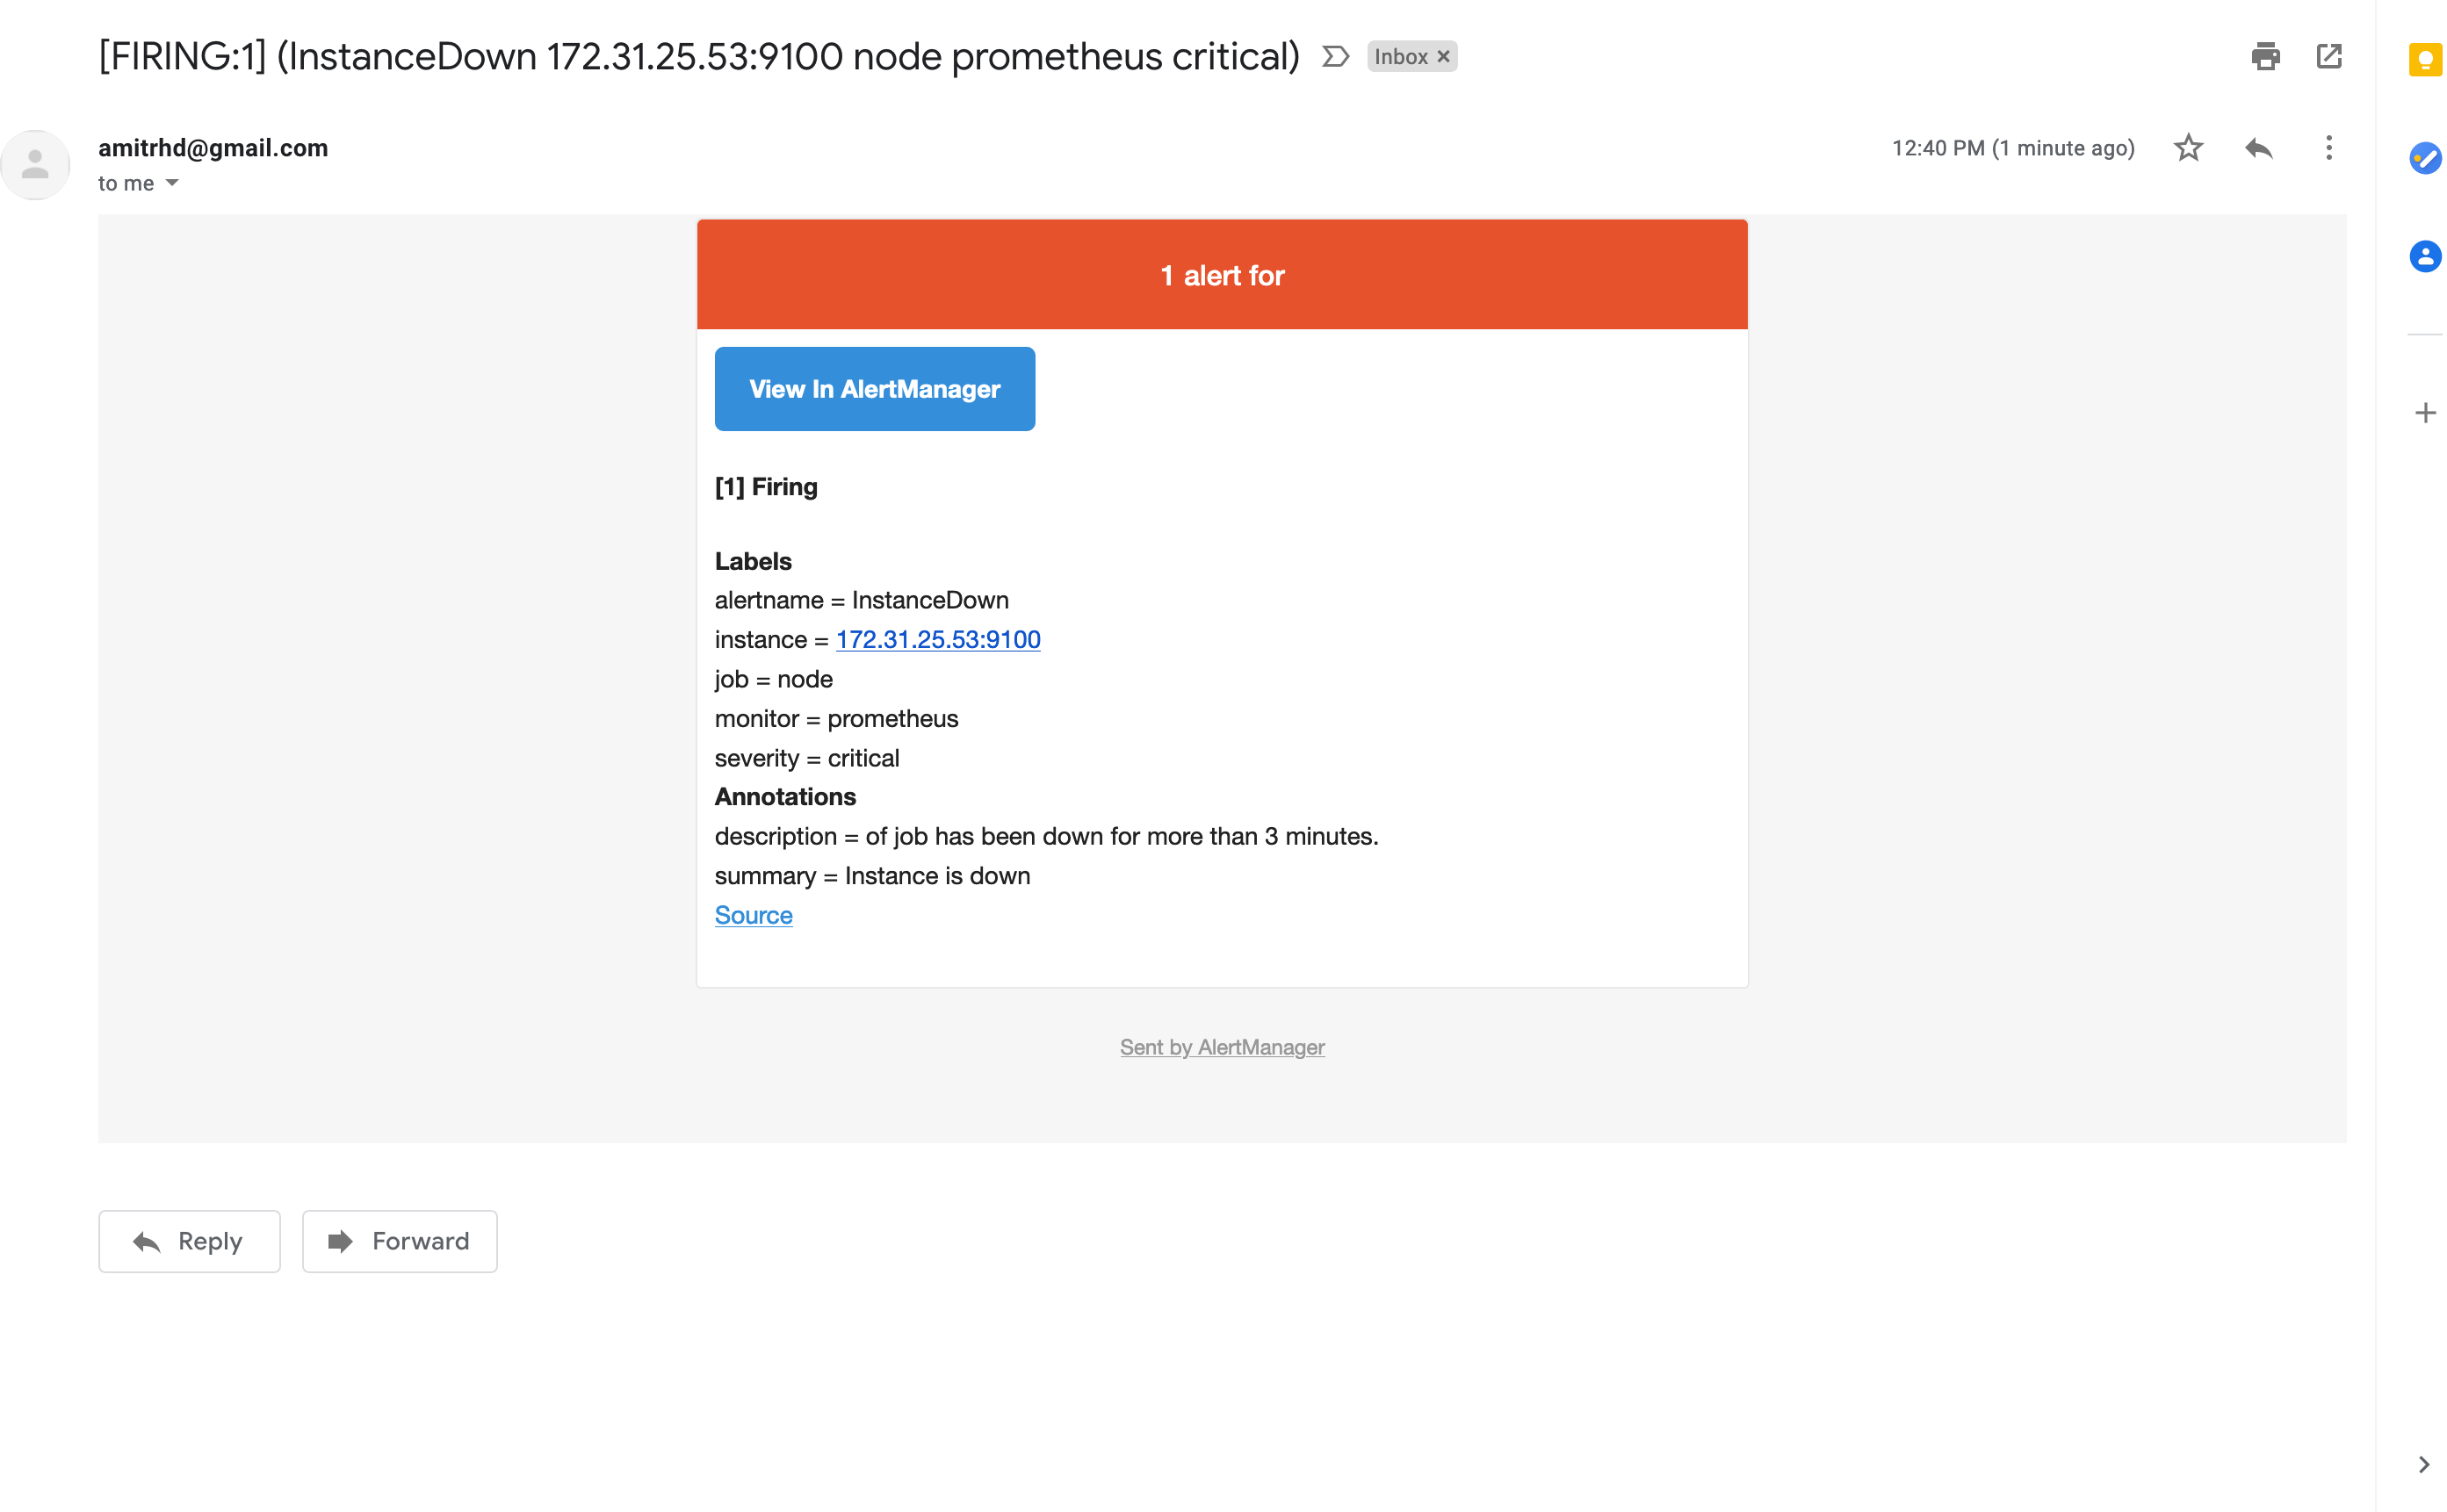 [FIRING:1] (InstanceDown 172.31.25.53:9100 node prometheus critical) Inbox ×
amitrhd@gmail.com 12:40 PM (1 minute ago)
to me
1 alert for
View In AlertManager
[1] Firing
Labels
alertname = InstanceDown
instance = 172.31.25.53:9100
job = node
monitor = prometheus
severity = critical
Annotations
description = of job has been down for more than 3 minutes.
summary = Instance is down
Source
Sent by AlertManager
Reply Forward